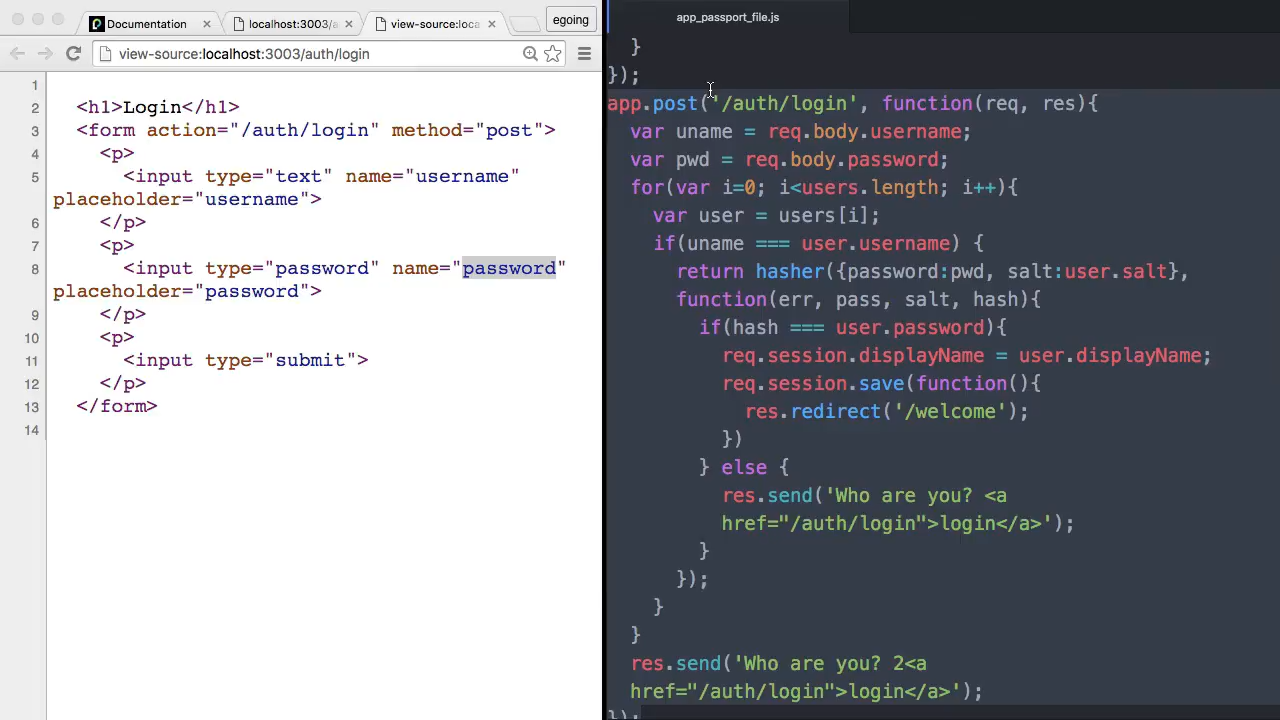 Documentation
localhost:3003/a
view-source:loca
egoing
view-source:localhost:3003/auth/login
1
2 <h1>Login</h1>
3 <form action="/auth/login" method="post">
4 <p>
5 <input type="text" name="username"
placeholder="username">
6 </p>
7 <p>
8 <input type="password" name="password"
placeholder="password">
9 </p>
10 <p>
11 <input type="submit">
12 </p>
13 </form>
14
app_passport_file.js
}
});
app.post('/auth/login', function(req, res){
var uname = req.body.username;
var pwd = req.body.password;
for(var i=0; i<users.length; i++){
var user = users[i];
if(uname === user.username) {
return hasher({password:pwd, salt:user.salt},
function(err, pass, salt, hash){
if(hash === user.password){
req.session.displayName = user.displayName;
req.session.save(function(){
res.redirect('/welcome');
})
} else {
res.send('Who are you? <a
href="/auth/login">login</a>');
}
});
}
}
res.send('Who are you? 2<a
href="/auth/login">login</a>');
});